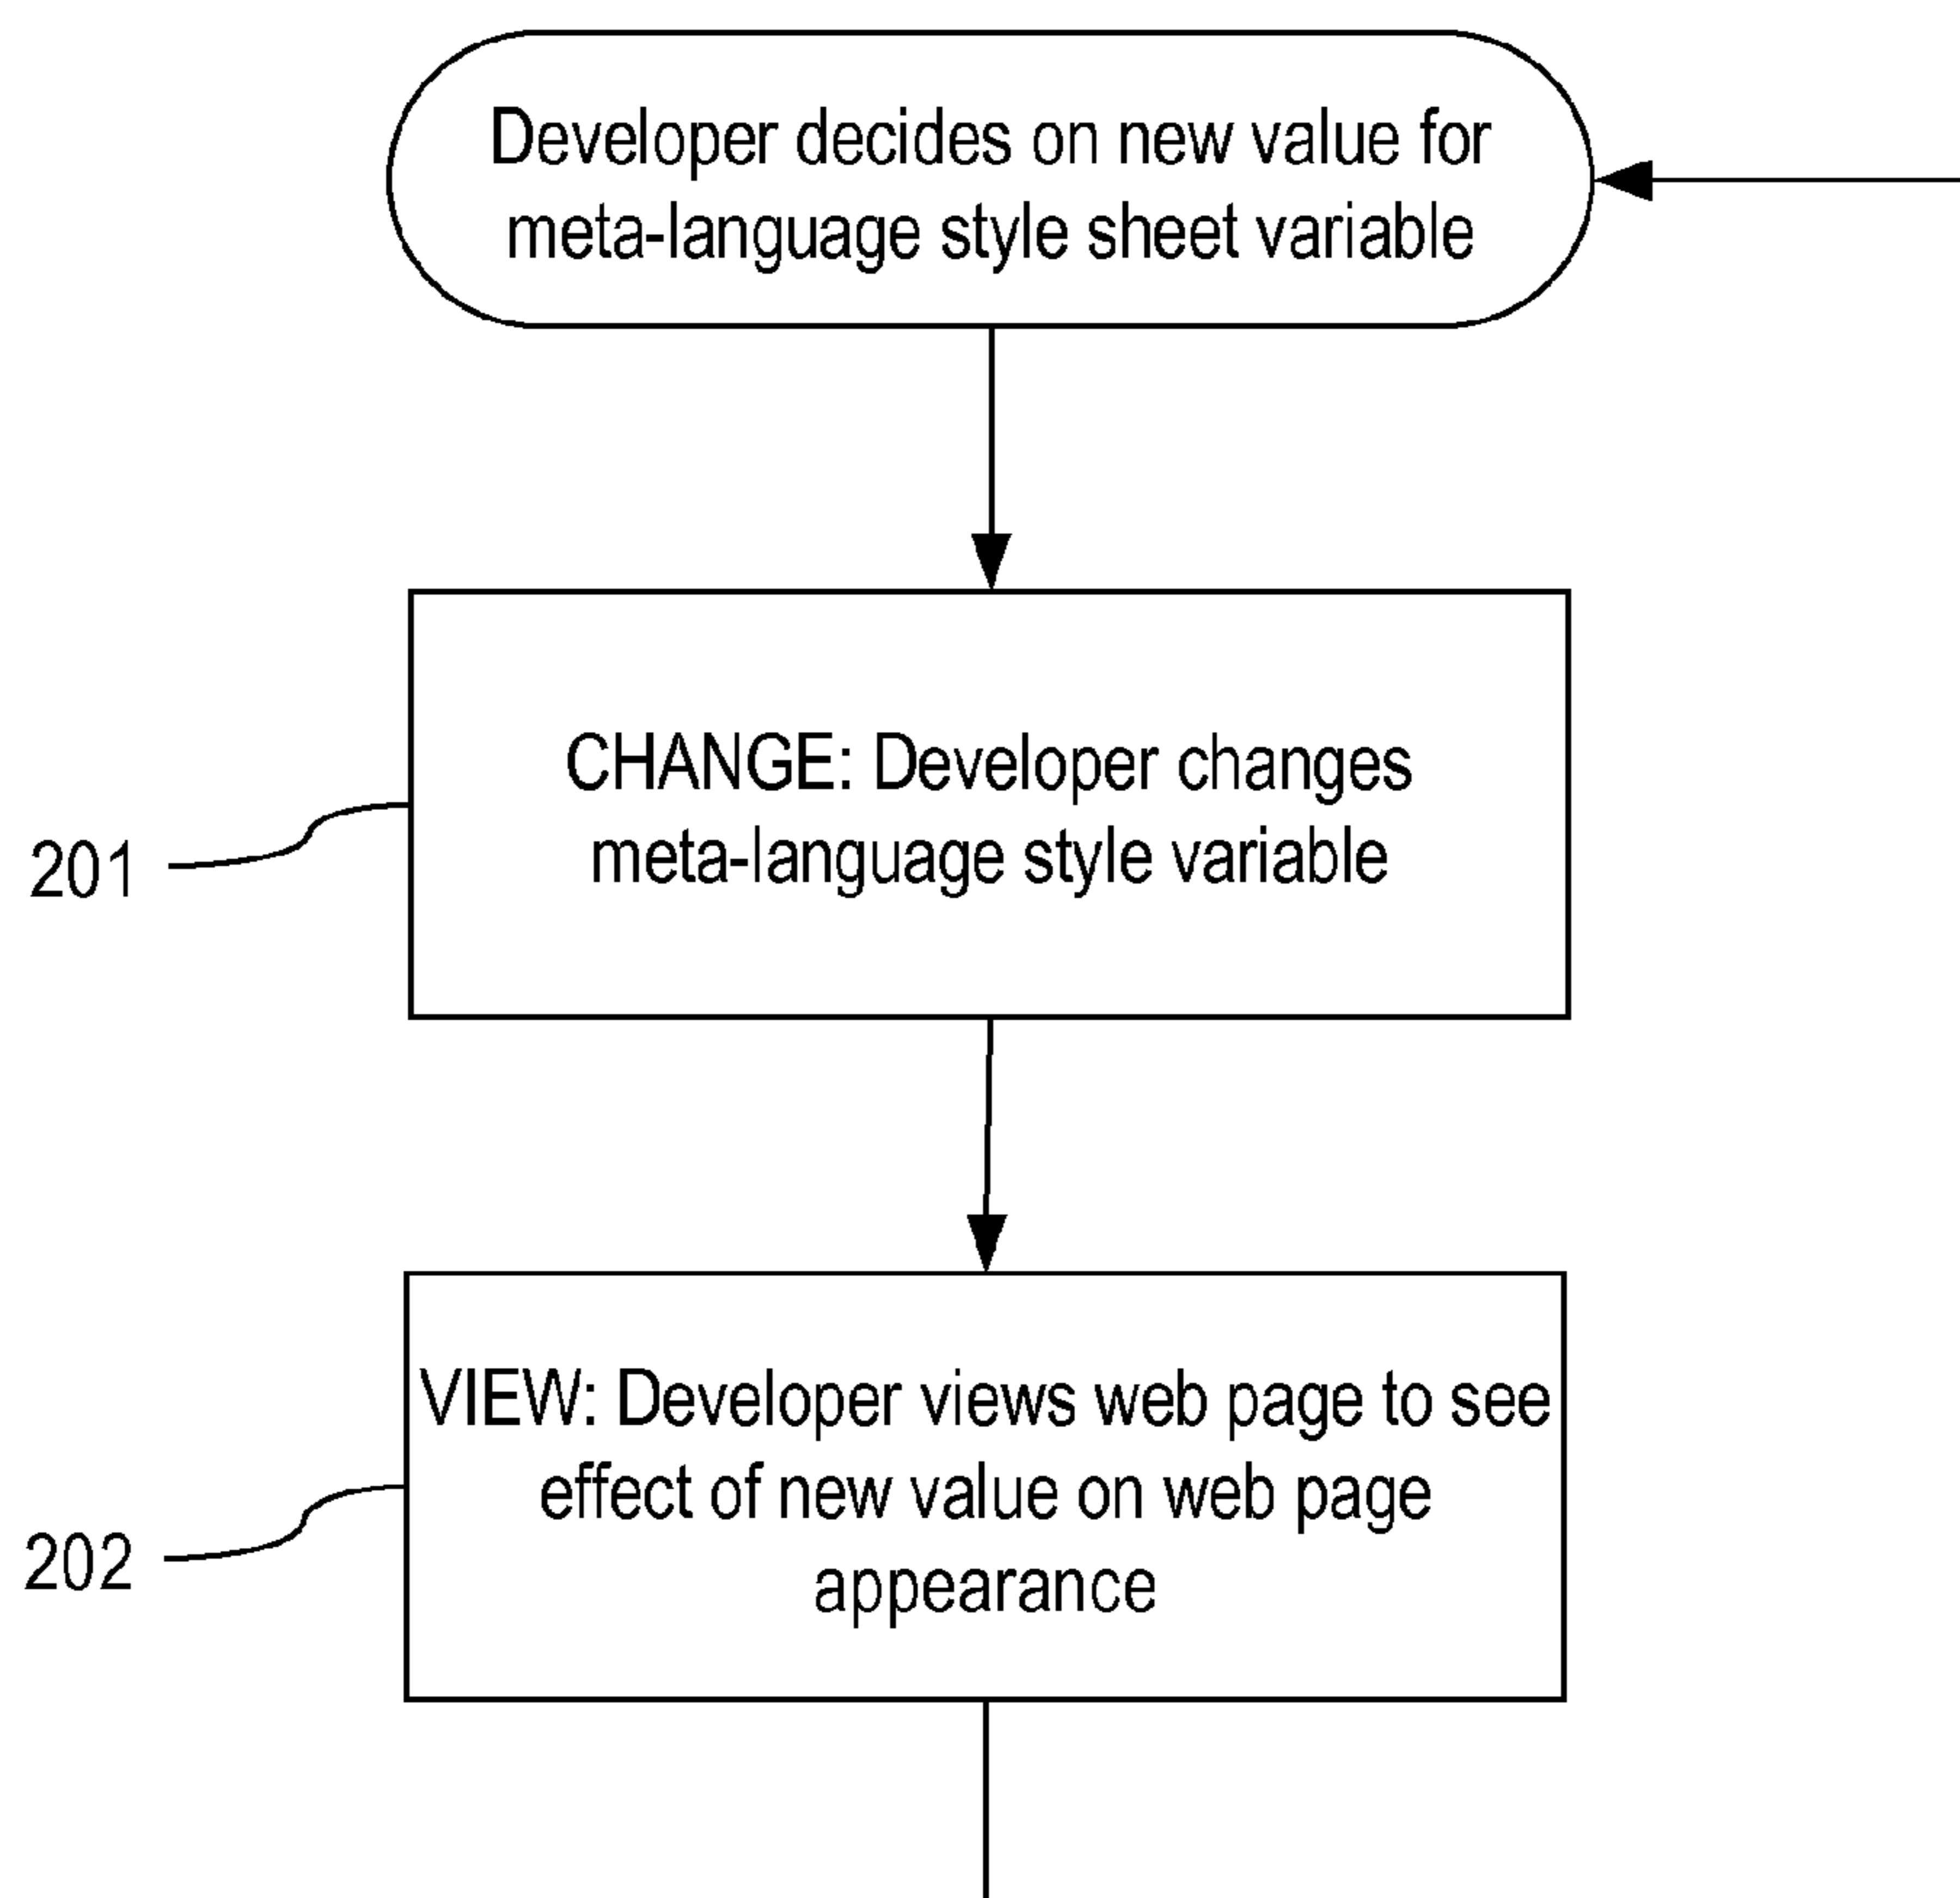 Developer decides on new value for
meta-language style sheet variable
CHANGE: Developer changes
meta-language style variable
201
VIEW: Developer views web page to see
effect of new value on web page
appearance
202